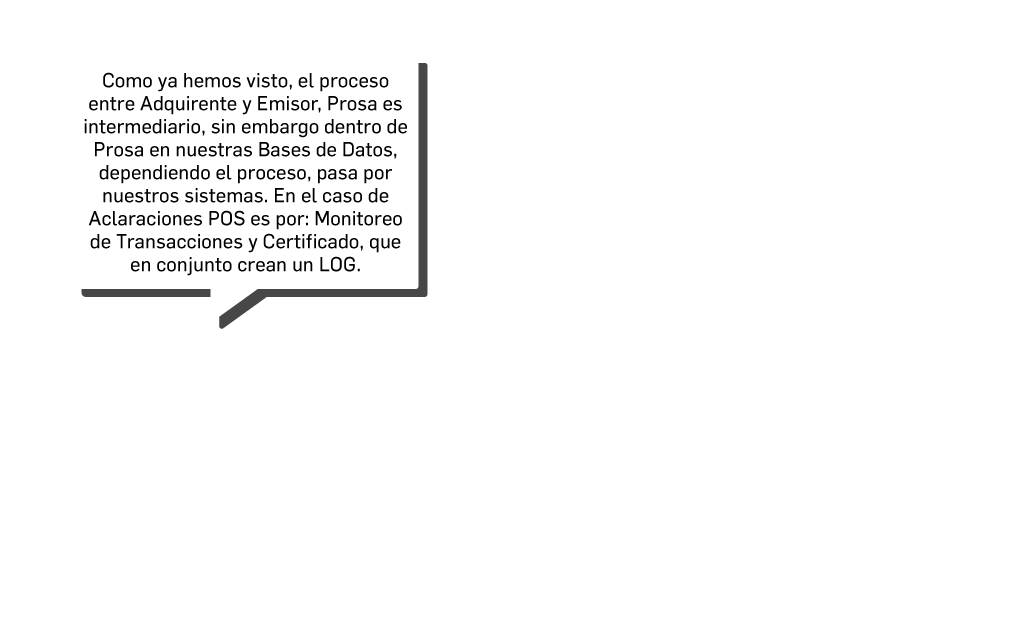 Como ya hemos visto, el proceso
entre Adquirente y Emisor, Prosa es
intermediario, sin embargo dentro de
Prosa en nuestras Bases de Datos,
dependiendo el proceso, pasa por
nuestros sistemas. En el caso de
Aclaraciones POS es por: Monitoreo
de Transacciones y Certificado, que
en conjunto crean un LOG.